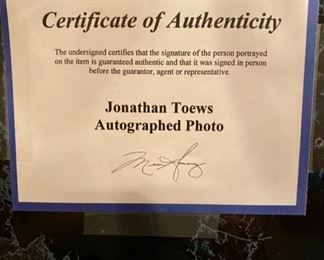 Certificate of Authenticity
The undersigned certifies that the signature of the person portrayed
on the item is guaranteed authentic and that it was signed in person
before the guarantor, agent or representative.
Jonathan Toews
Autographed Photo